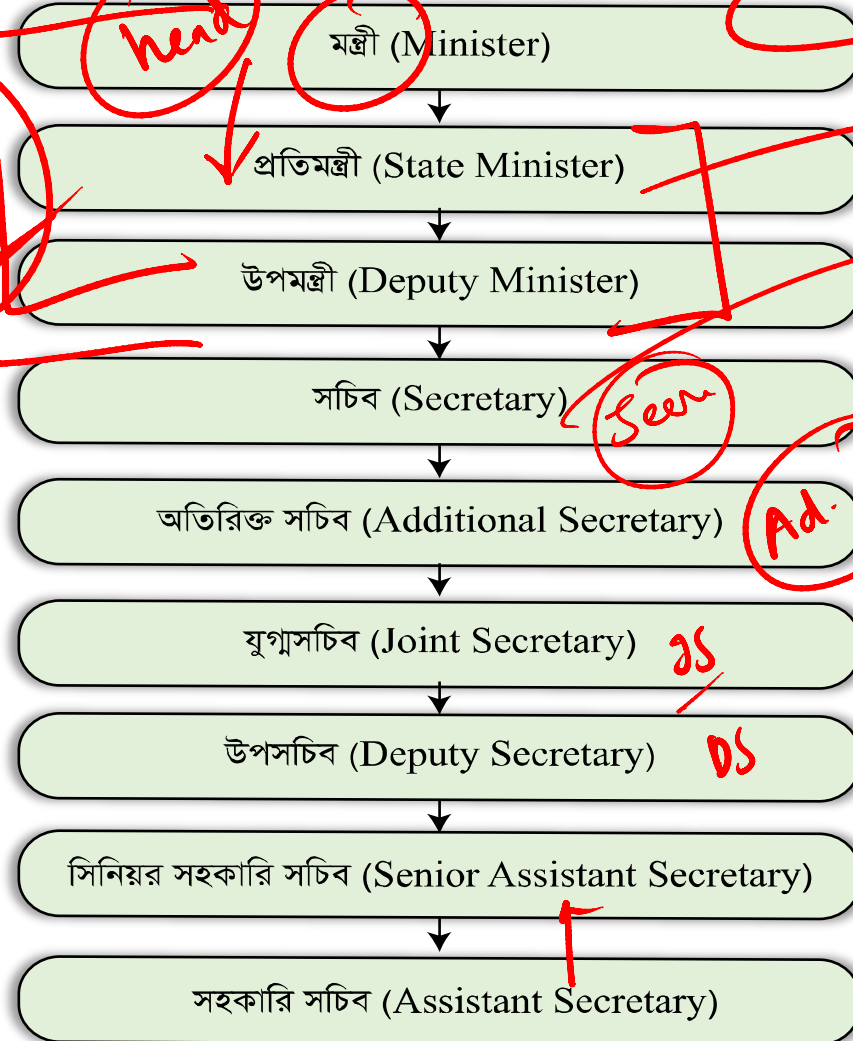 head
মন্ত্রী (Minister)
প্রতিমন্ত্রী (State Minister)
উপমন্ত্রী (Deputy Minister)
সচিব (Secretary)
অতিরিক্ত সচিব (Additional Secretary)
Ad.
যুগ্মসচিব (Joint Secretary)
JS
উপসচিব (Deputy Secretary)
DS
সিনিয়র সহকারি সচিব (Senior Assistant Secretary)
সহকারি সচিব (Assistant Secretary)